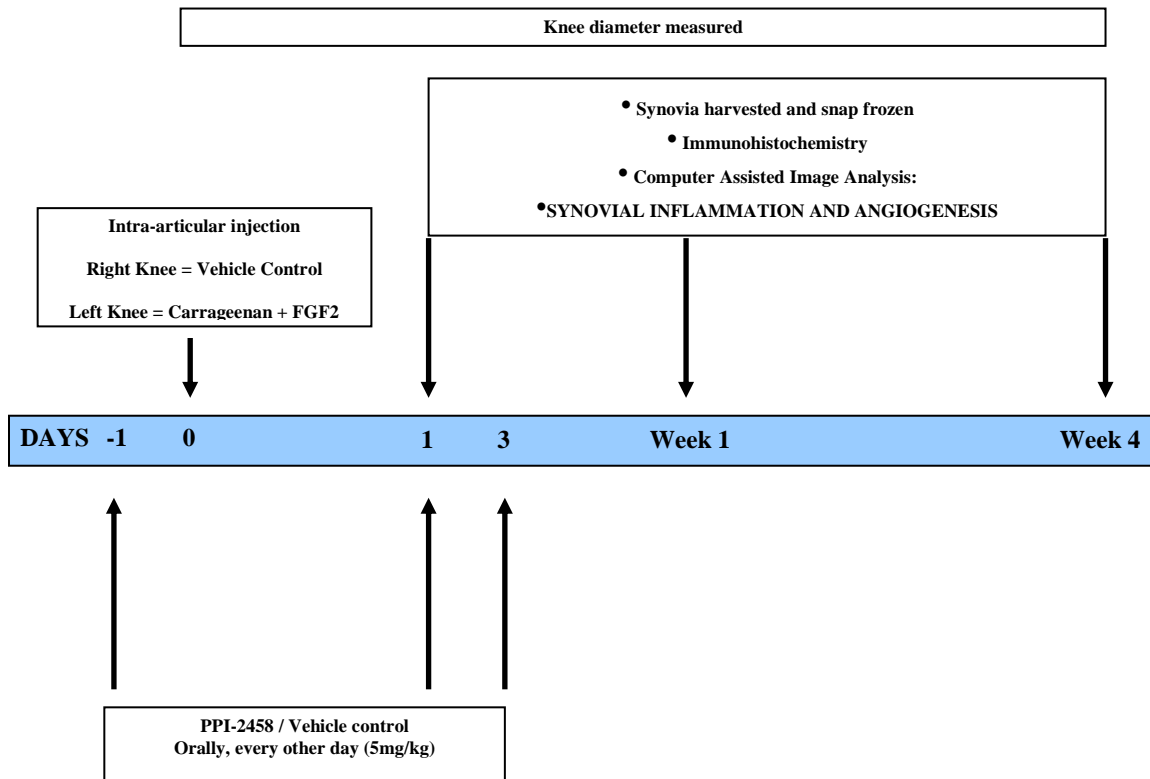 Knee diameter measured
• Synovia harvested and snap frozen
• Immunohistochemistry
• Computer Assisted Image Analysis:
•SYNOVIAL INFLAMMATION AND ANGIOGENESIS
Intra-articular injection
Right Knee = Vehicle Control
Left Knee = Carrageenan + FGF2
DAYS -1 0 1 3 Week 1 Week 4
PPI-2458 / Vehicle control
Orally, every other day (5mg/kg)